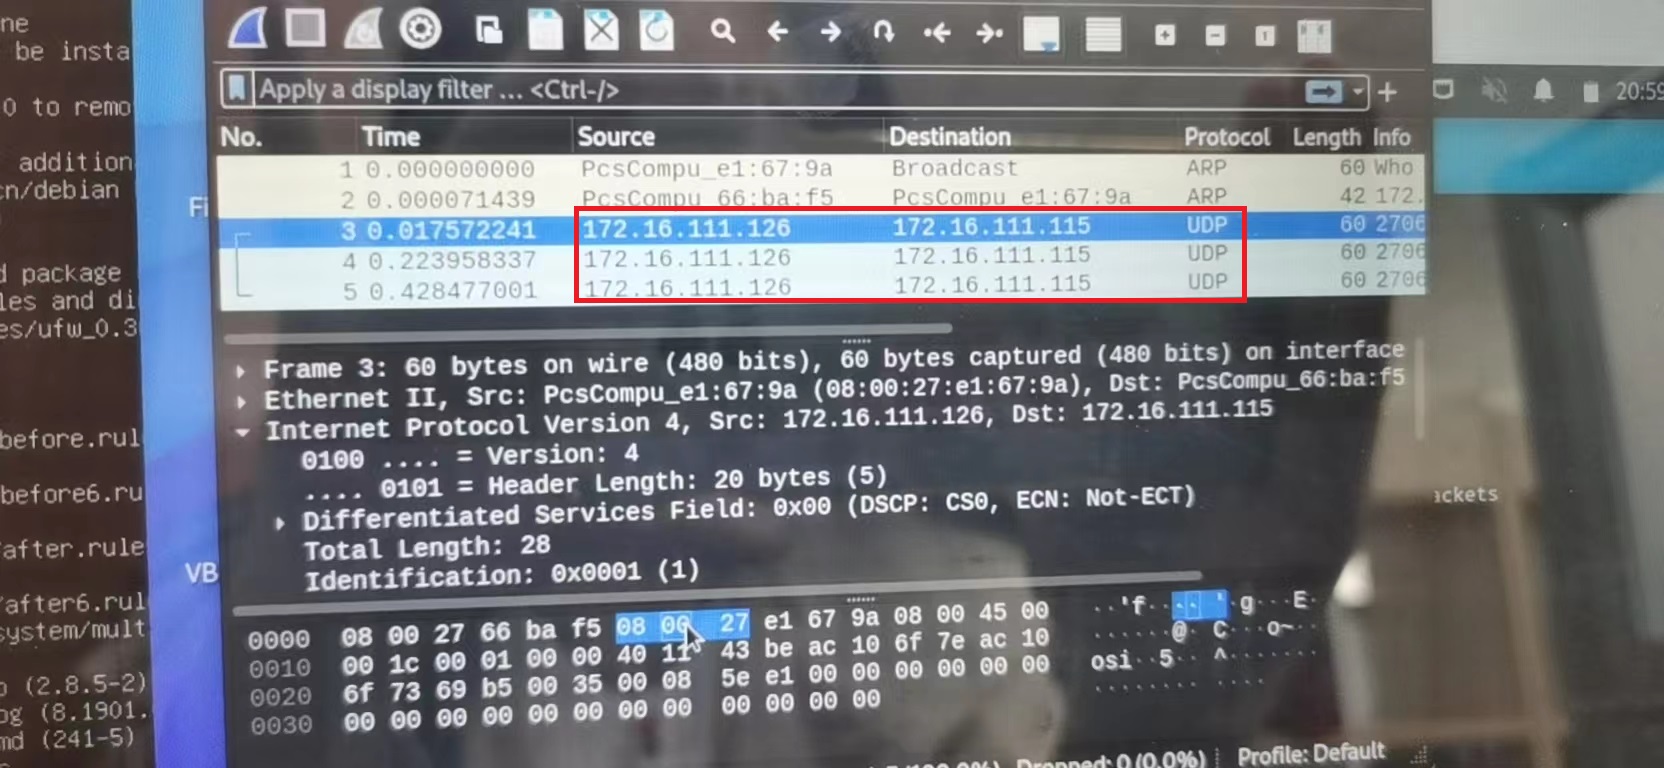 ne
be insta
0 to remo
addition
cn/debian
d package
les and di
es/ufw_0.3
before.rul
before6.ru
after.rule
after6.rul
system/mult
(2.8.5-2)
og (8.1901.
md (241-5)
Fi
VB
Apply a display filter ... <Ctrl-/>
20:59
No. Time Source Destination Protocol Length Info
1 0.000000000 PcsCompu_e1:67:9a Broadcast ARP 60 Who
2 0.000071439 PcsCompu_66:ba:f5 PcsCompu_e1:67:9a ARP 42 172.
3 0.017572241 172.16.111.126 172.16.111.115 UDP 60 2706
4 0.223958337 172.16.111.126 172.16.111.115 UDP 60 2706
5 0.428477001 172.16.111.126 172.16.111.115 UDP 60 2706
Frame 3: 60 bytes on wire (480 bits), 60 bytes captured (480 bits) on interface
Ethernet II, Src: PcsCompu_e1:67:9a (08:00:27:e1:67:9a), Dst: PcsCompu_66:ba:f5
Internet Protocol Version 4, Src: 172.16.111.126, Dst: 172.16.111.115
0100 .... = Version: 4
.... 0101 = Header Length: 20 bytes (5)
Differentiated Services Field: 0x00 (DSCP: CS0, ECN: Not-ECT)
Total Length: 28
Identification: 0x0001 (1)
ackets
0000 08 00 27 66 ba f5 08 00 27 e1 67 9a 08 00 45 00 ··'f····'·g···E·
0010 00 1c 00 01 00 00 40 11 43 be ac 10 6f 7e ac 10 ······@·C···o~··
0020 6f 73 69 b5 00 35 00 08 5e e1 00 00 00 00 00 00 osi··5··^·······
0030 00 00 00 00 00 00 00 00 00 00 00 00 ············
Dropped: 0 (0.0%) Profile: Default